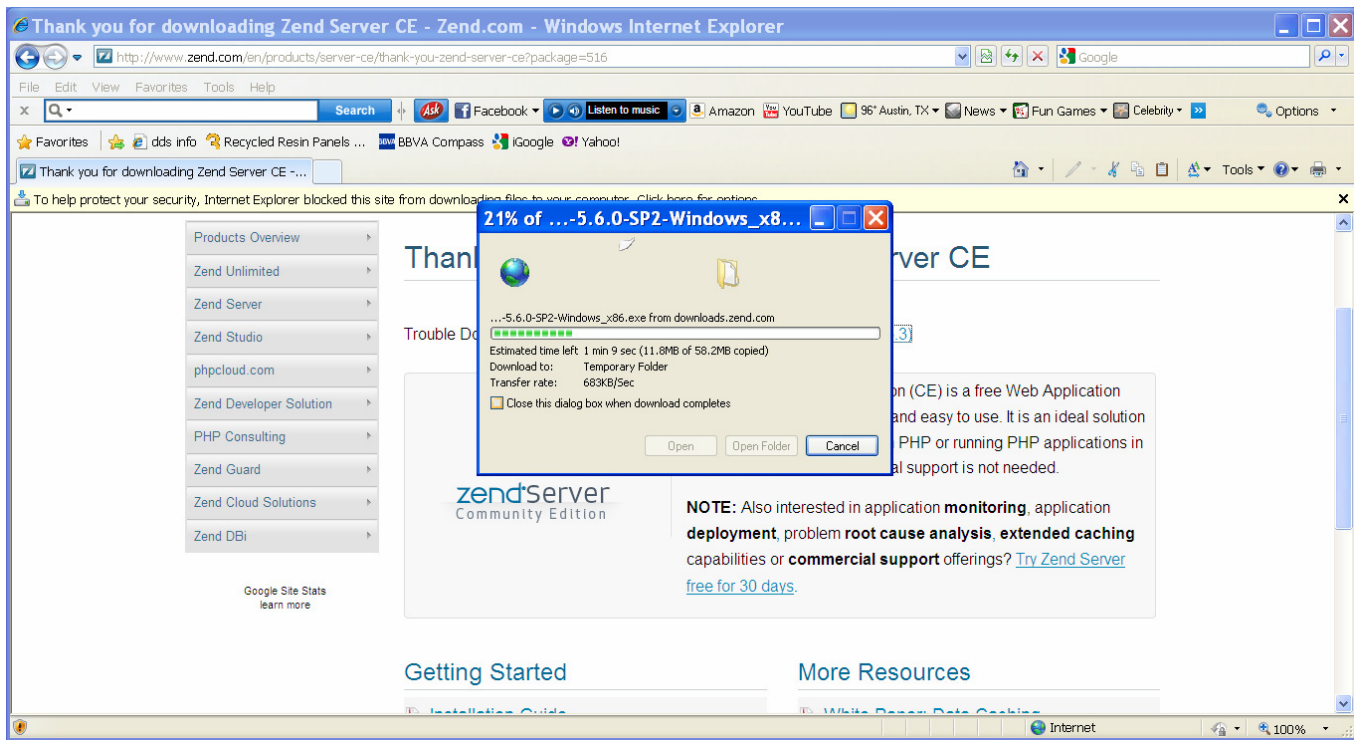 Thank you for downloading Zend Server CE - Zend.com - Windows Internet Explorer
http://www.zend.com/en/products/server-ce/thank-you-zend-server-ce?package=516
Google
File Edit View Favorites Tools Help
x Search Ask Facebook Listen to music Amazon YouTube 96° Austin, TX News Fun Games Celebrity Options
Favorites dds info Recycled Resin Panels ... BBVA Compass iGoogle Yahoo!
Thank you for downloading Zend Server CE -... Tools
To help protect your security, Internet Explorer blocked this site from downloading files to your computer. Click here for options
21% of ...-5.6.0-SP2-Windows_x8...
...-5.6.0-SP2-Windows_x86.exe from downloads.zend.com
Estimated time left 1 min 9 sec (11.8MB of 58.2MB copied)
Download to: Temporary Folder
Transfer rate: 683KB/Sec
Close this dialog box when download completes
Open Open Folder Cancel
Products Overview
Zend Unlimited
Zend Server
Zend Studio
phpcloud.com
Zend Developer Solution
PHP Consulting
Zend Guard
Zend Cloud Solutions
Zend DBi
Google Site Stats
learn more
rver CE
Trouble
.3]
zend Server
Community Edition
(CE) is a free Web Application
and easy to use. It is an ideal solution
PHP or running PHP applications in
al support is not needed.
NOTE: Also interested in application monitoring, application
deployment, problem root cause analysis, extended caching
capabilities or commercial support offerings? Try Zend Server
free for 30 days.
Getting Started
Installation Guide
More Resources
White Paper: Data Caching
Internet 100%